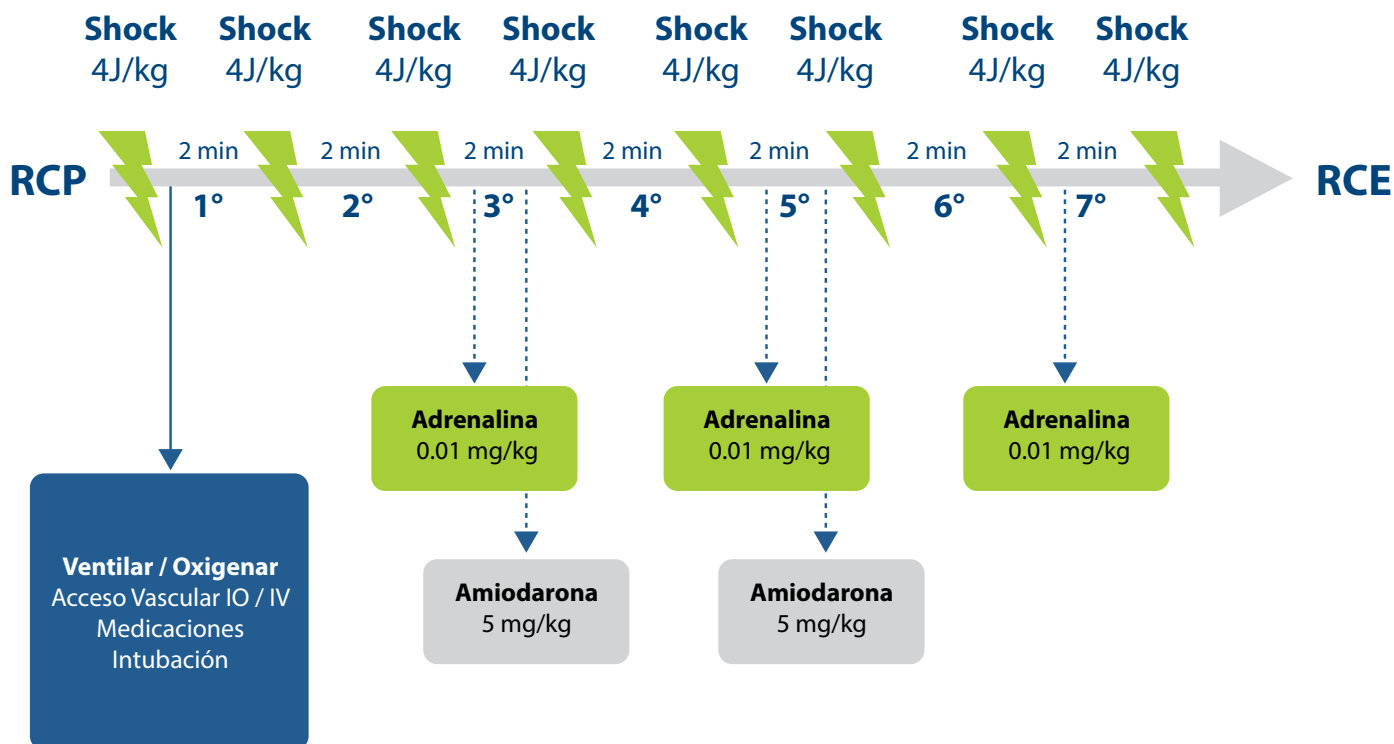 Shock Shock Shock Shock Shock Shock Shock Shock
4J/kg 4J/kg 4J/kg 4J/kg 4J/kg 4J/kg 4J/kg 4J/kg
2 min 2 min 2 min 2 min 2 min 2 min 2 min
RCP RCE
1° 2° 3° 4° 5° 6° 7°
Adrenalina
0.01 mg/kg
Adrenalina
0.01 mg/kg
Adrenalina
0.01 mg/kg
Ventilar / Oxigenar
Acceso Vascular IO / IV
Medicaciones
Intubación
Amiodarona
5 mg/kg
Amiodarona
5 mg/kg